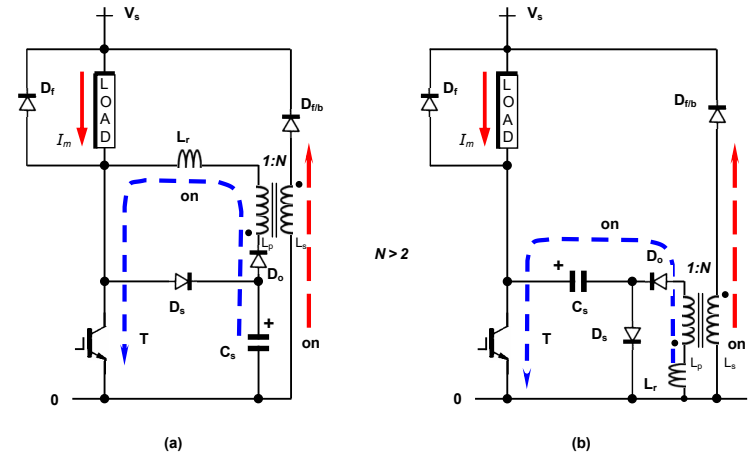 Vs
Df
LOAD
Im
Df/b
Lr
1:N
on
Lp
Ls
Do
Ds
+
T
Cs
on
0
(a)
N > 2
Vs
Df
LOAD
Im
Df/b
on
Do
+
1:N
Cs
Ds
T
on
Lp
Ls
Lr
0
(b)